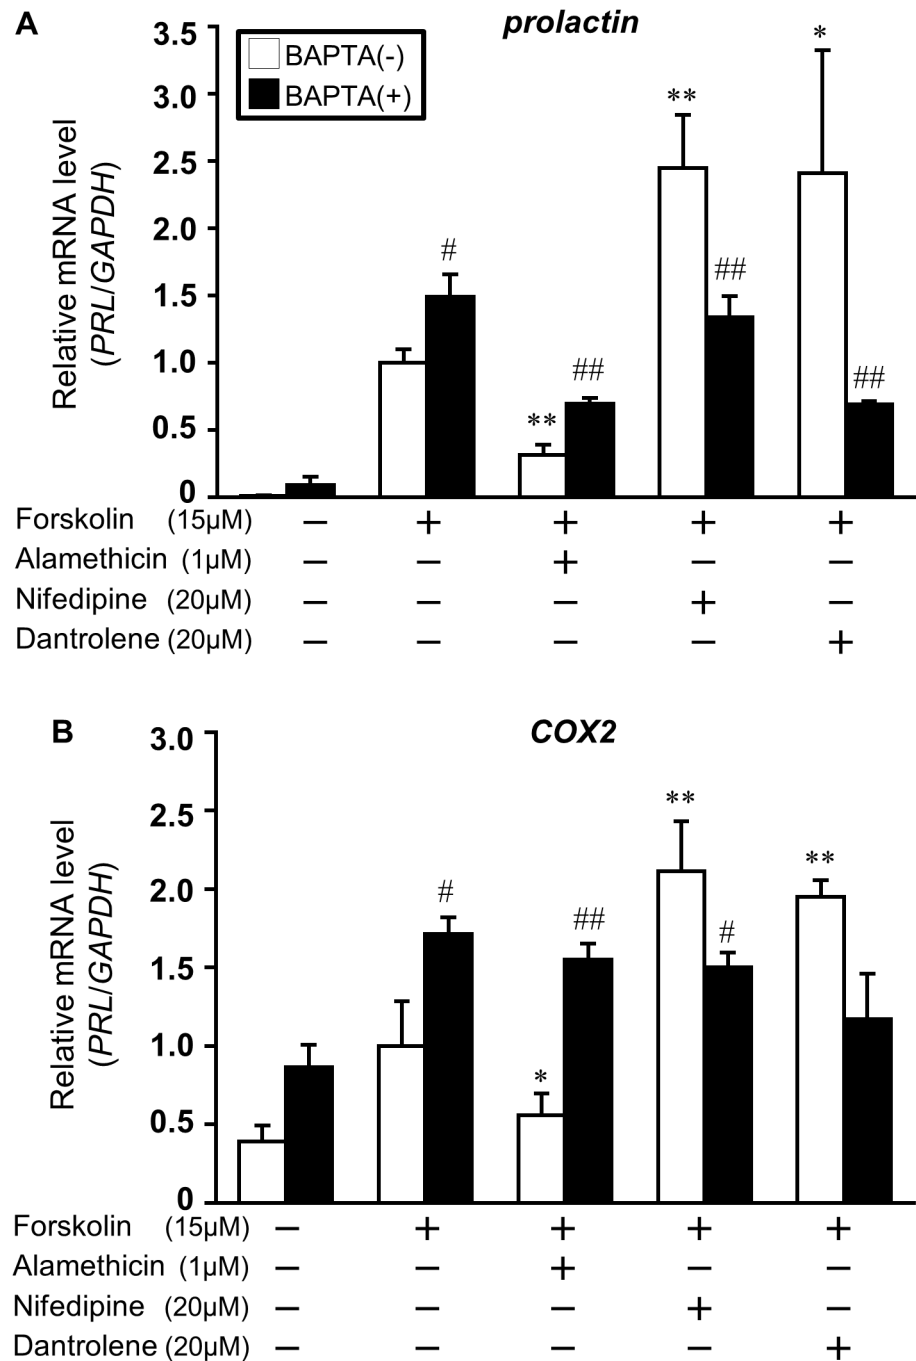 A
prolactin
BAPTA(-)
BAPTA(+)
Relative mRNA level
(PRL/GAPDH)
3.5
3.0
2.5
2.0
1.5
1.0
0.5
0
#
**
##
**
##
*
##
Forskolin (15µM) − + + + +
Alamethicin (1µM) − − + − −
Nifedipine (20µM) − − − + −
Dantrolene (20µM) − − − − +
B
COX2
Relative mRNA level
(PRL/GAPDH)
3.0
2.5
2.0
1.5
1.0
0.5
0
#
*
##
**
#
**
Forskolin (15µM) − + + + +
Alamethicin (1µM) − − + − −
Nifedipine (20µM) − − − + −
Dantrolene (20µM) − − − − +